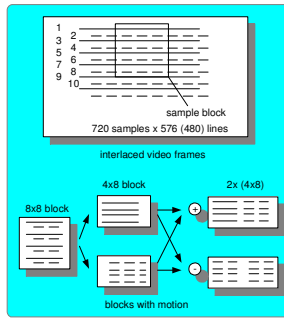 1
2
3
4
5
6
7
8
9
10
sample block
720 samples x 576 (480) lines
interlaced video frames
8x8 block
4x8 block
2x (4x8)
+
-
blocks with motion